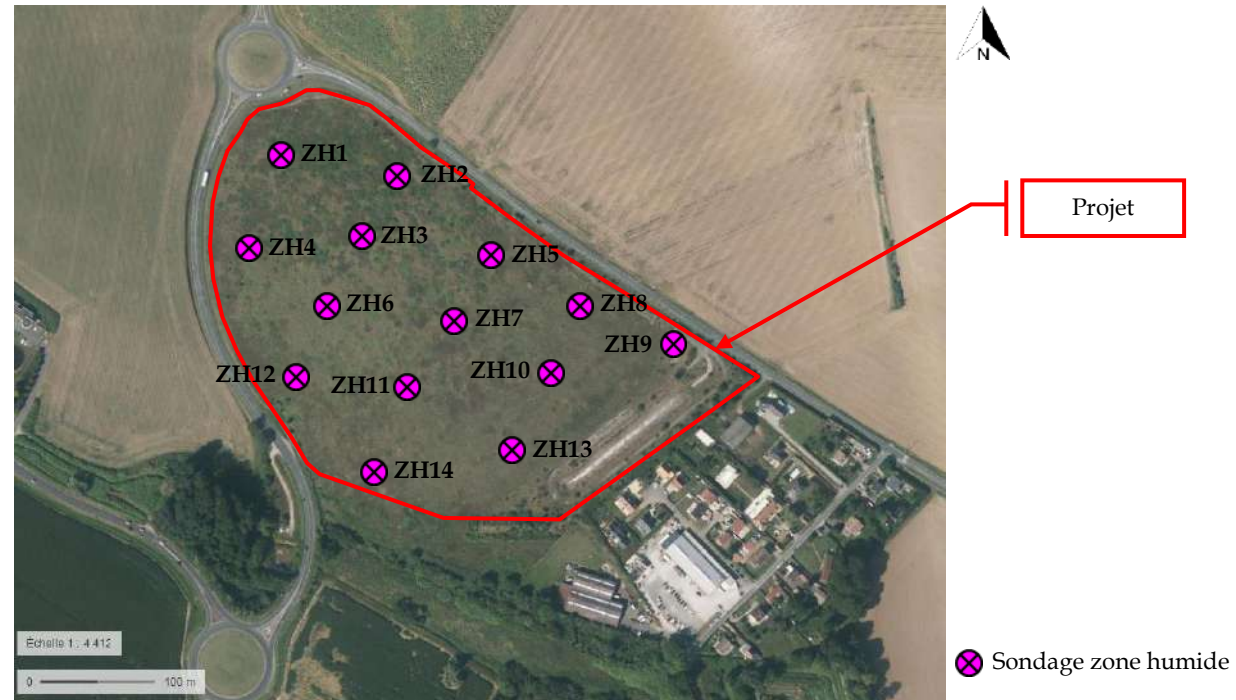 N
ZH1
ZH2
ZH3
ZH4
ZH5
ZH6
ZH7
ZH8
ZH9
ZH10
ZH11
ZH12
ZH13
ZH14
Projet
Échelle 1 : 4 412
0 100 m
Sondage zone humide